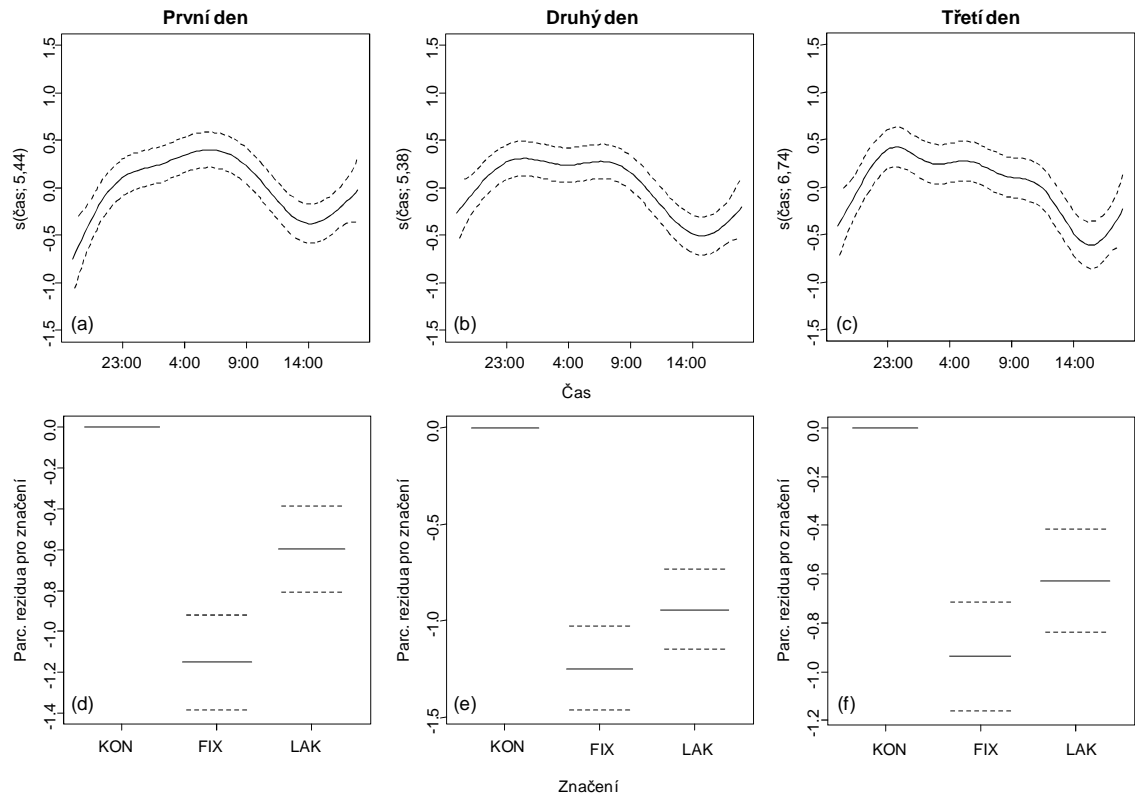 První den
Druhý den
Třetí den
s(čas; 5,44)
1.5
1.0
0.5
0.0
-0.5
-1.0
-1.5
(a)
23:00 4:00 9:00 14:00
s(čas; 5,38)
1.5
1.0
0.5
0.0
-0.5
-1.0
-1.5
(b)
23:00 4:00 9:00 14:00
s(čas; 6,74)
1.5
1.0
0.5
0.0
-0.5
-1.0
-1.5
(c)
23:00 4:00 9:00 14:00
Čas
Parc. rezidua pro značení
0.0
-0.2
-0.4
-0.6
-0.8
-1.0
-1.2
-1.4
(d)
KON FIX LAK
Parc. rezidua pro značení
0.0
-0.5
-1.0
-1.5
(e)
KON FIX LAK
Parc. rezidua pro značení
0.0
-0.2
-0.4
-0.6
-0.8
-1.0
-1.2
(f)
KON FIX LAK
Značení